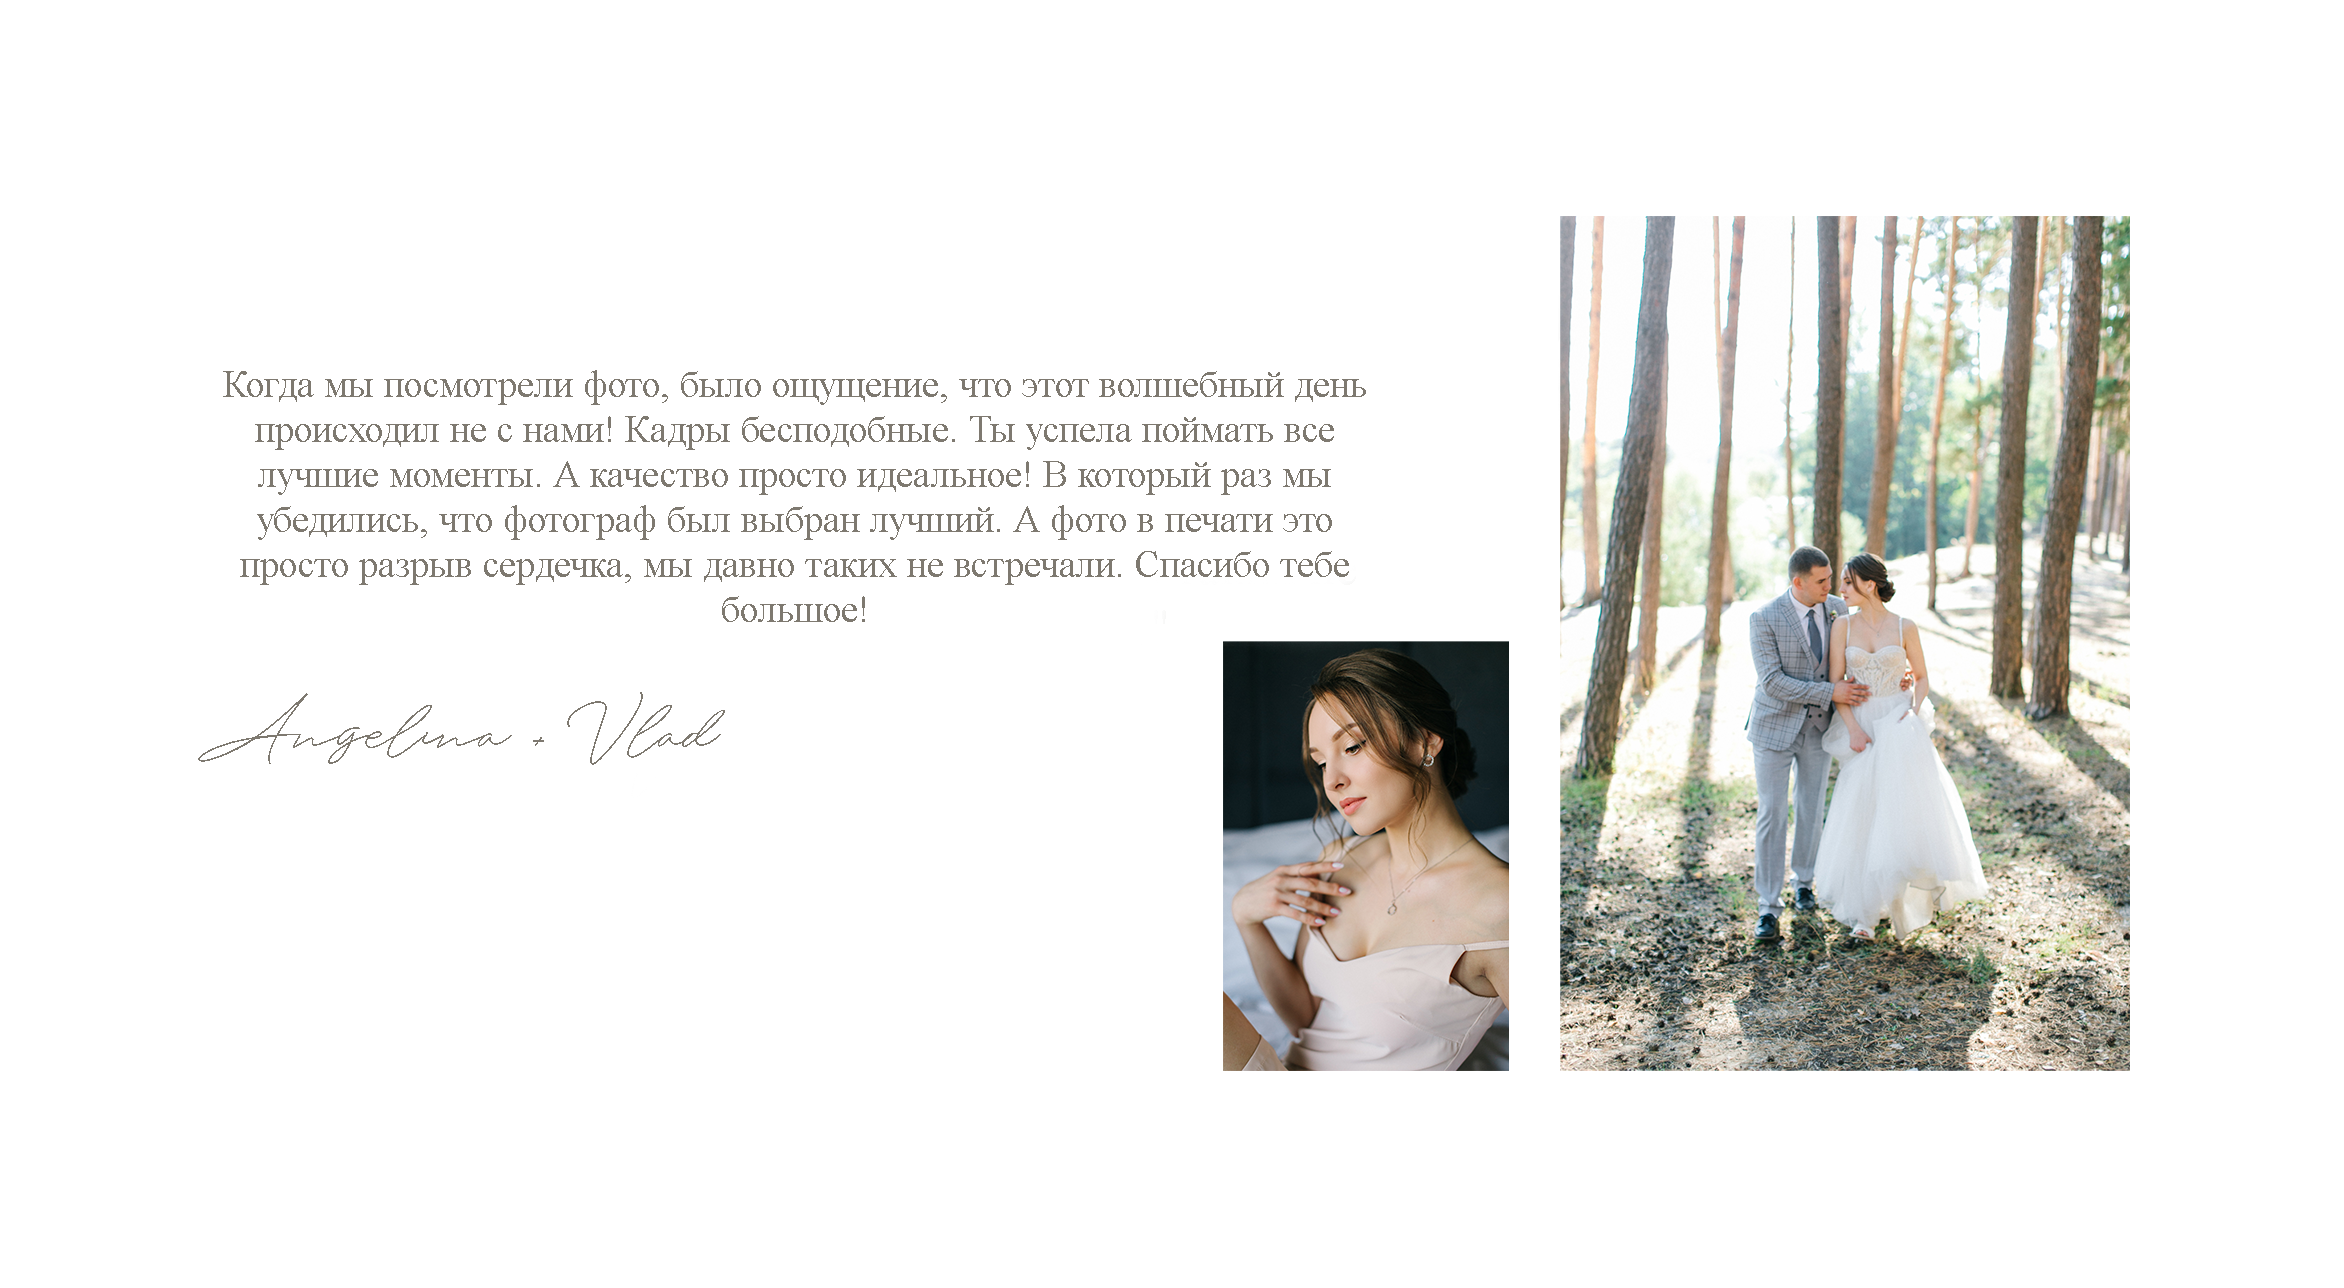 Когда мы посмотрели фото, было ощущение, что этот волшебный день
происходил не с нами! Кадры бесподобные. Ты успела поймать все
лучшие моменты. А качество просто идеальное! В который раз мы
убедились, что фотограф был выбран лучший. А фото в печати это
просто разрыв сердечка, мы давно таких не встречали. Спасибо тебе
большое!
Angelina + Vlad